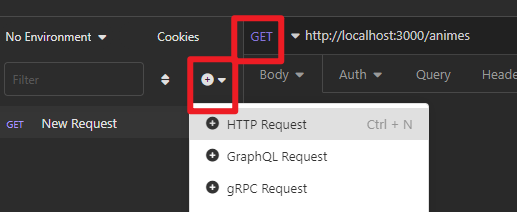 No Environment Cookies GET http://localhost:3000/animes
Filter Body Auth Query Heade
GET New Request HTTP Request Ctrl + N
GraphQL Request
gRPC Request